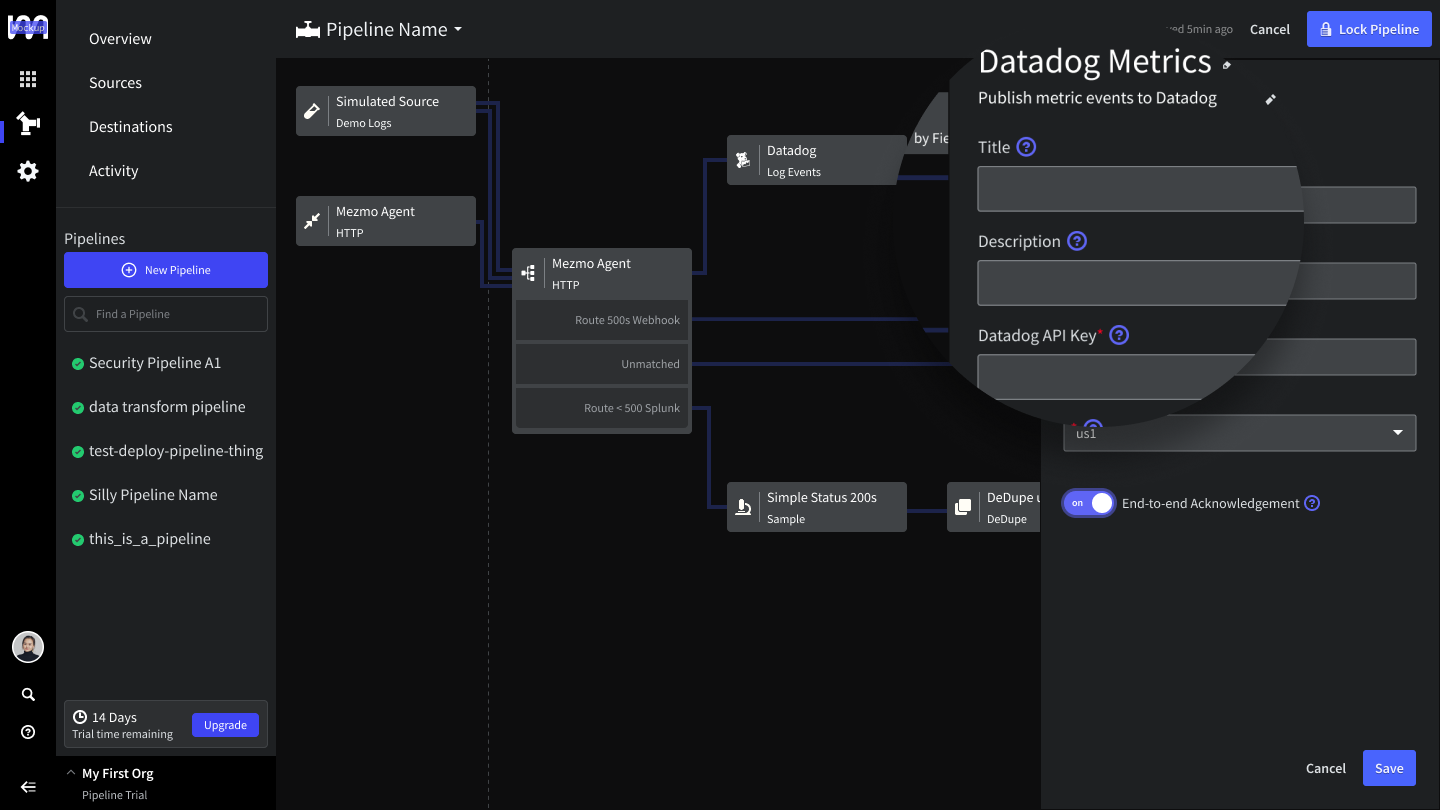 Mockup
Overview
Sources
Destinations
Activity
Pipelines
New Pipeline
Find a Pipeline
Security Pipeline A1
data transform pipeline
test-deploy-pipeline-thing
Silly Pipeline Name
this_is_a_pipeline
14 Days
Trial time remaining
Upgrade
My First Org
Pipeline Trial
Pipeline Name
5min ago
Cancel
Lock Pipeline
Simulated Source
Demo Logs
Mezmo Agent
HTTP
Mezmo Agent
HTTP
Route 500s Webhook
Unmatched
Route < 500 Splunk
Datadog
Log Events
by Fie
Simple Status 200s
Sample
DeDupe u
DeDupe
Datadog Metrics
Publish metric events to Datadog
Title ?
Description ?
Datadog API Key* ?
us1
on
End-to-end Acknowledgement ?
Cancel
Save